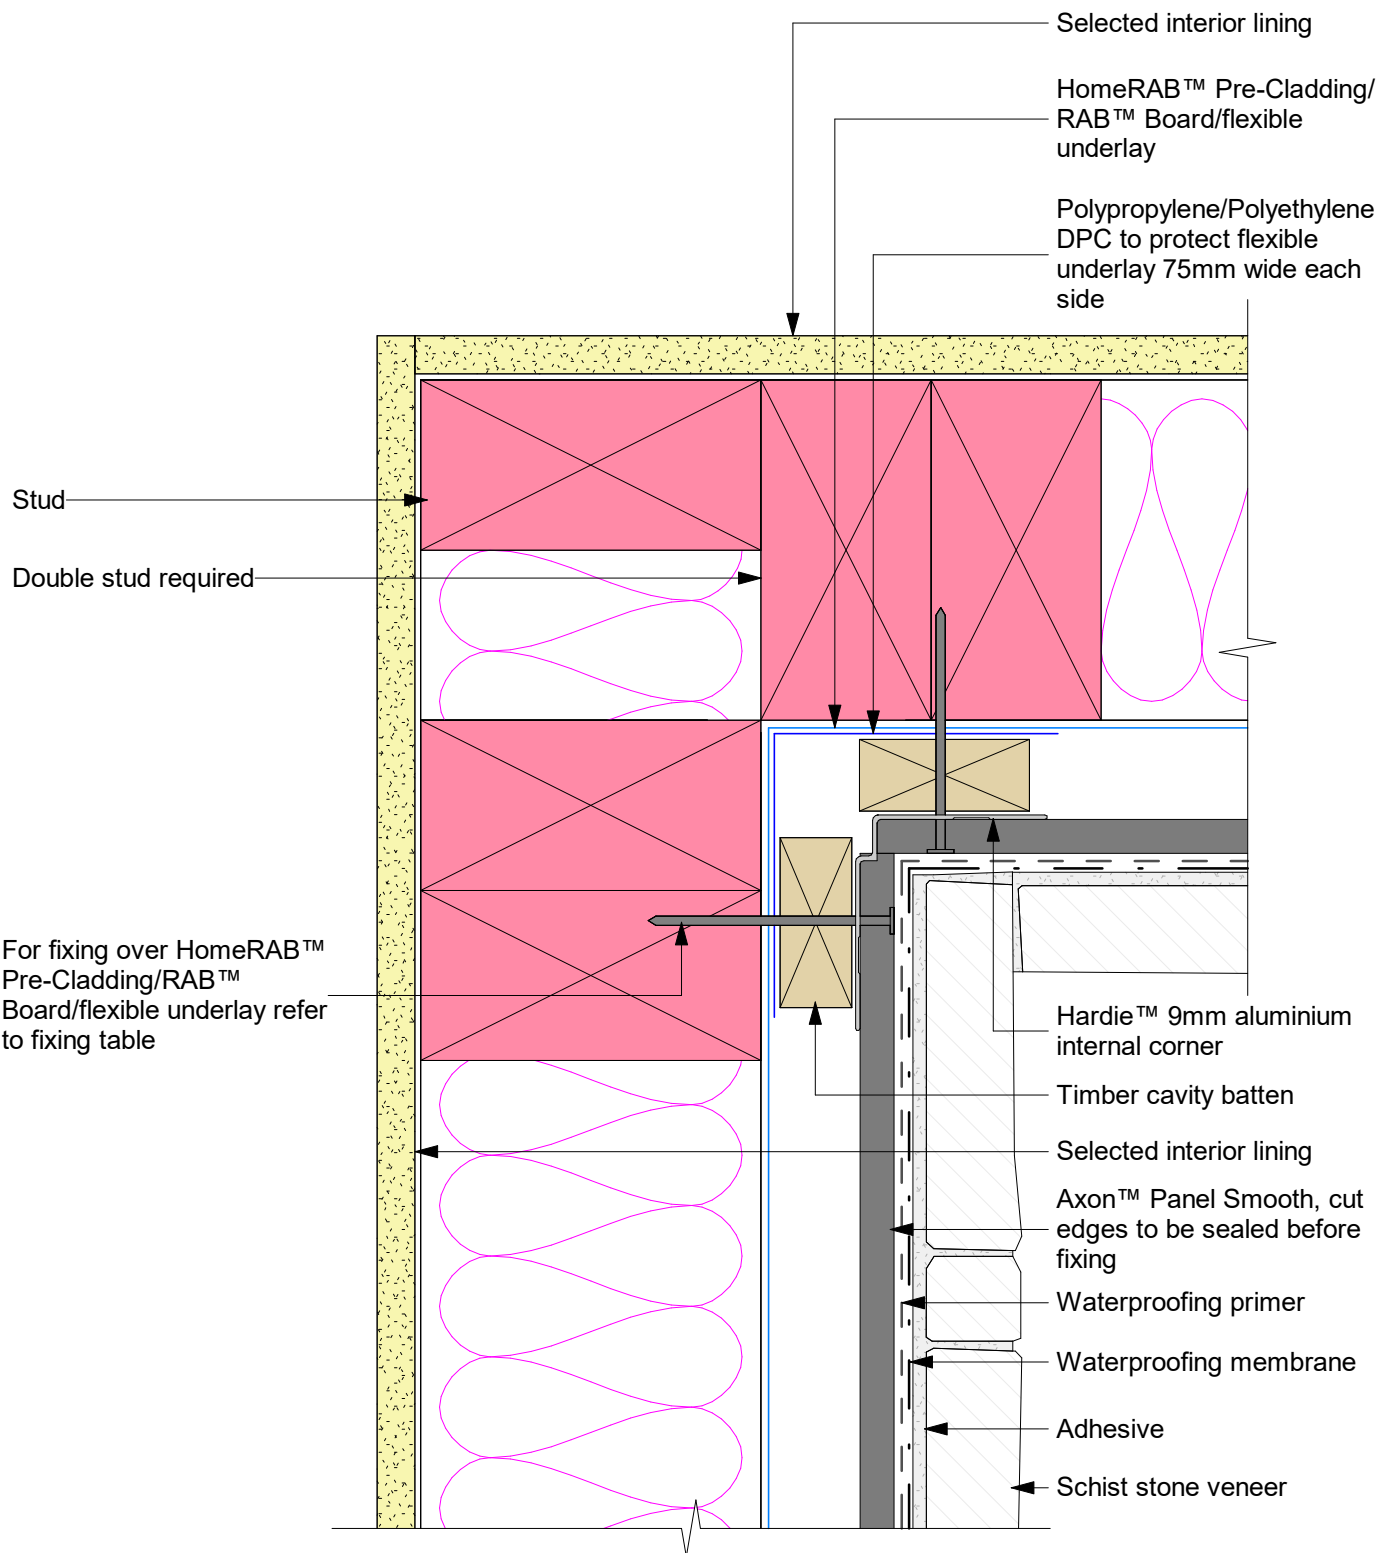 Selected interior lining
HomeRAB™ Pre-Cladding/
RAB™ Board/flexible
underlay
Polypropylene/Polyethylene
DPC to protect flexible
underlay 75mm wide each
side
Stud
Double stud required
For fixing over HomeRAB™
Pre-Cladding/RAB™
Board/flexible underlay refer
to fixing table
Hardie™ 9mm aluminium
internal corner
Timber cavity batten
Selected interior lining
Axon™ Panel Smooth, cut
edges to be sealed before
fixing
Waterproofing primer
Waterproofing membrane
Adhesive
Schist stone veneer